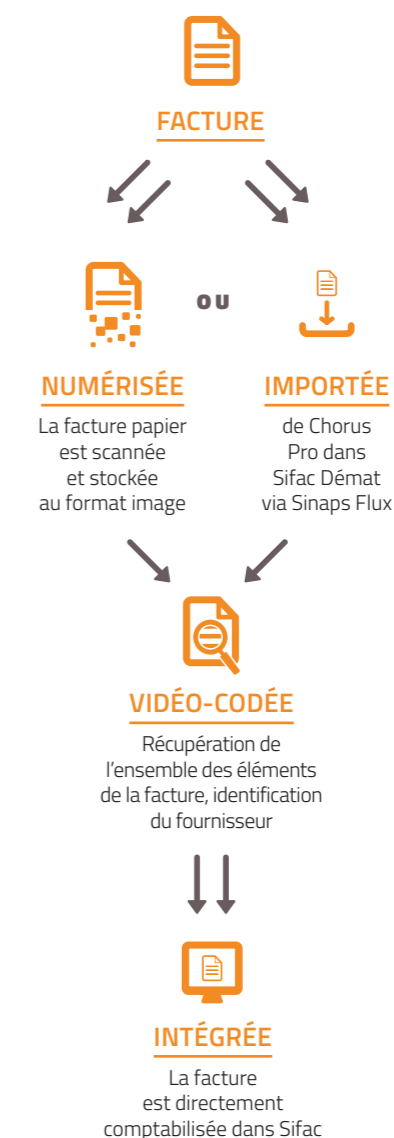 FACTURE
NUMÉRISÉE
La facture papier
est scannée
et stockée
au format image
OU
IMPORTÉE
de Chorus
Pro dans
Sifac Démat
via Sinaps Flux
VIDÉO-CODÉE
Récupération de
l’ensemble des éléments
de la facture, identification
du fournisseur
INTÉGRÉE
La facture
est directement
comptabilisée dans Sifac